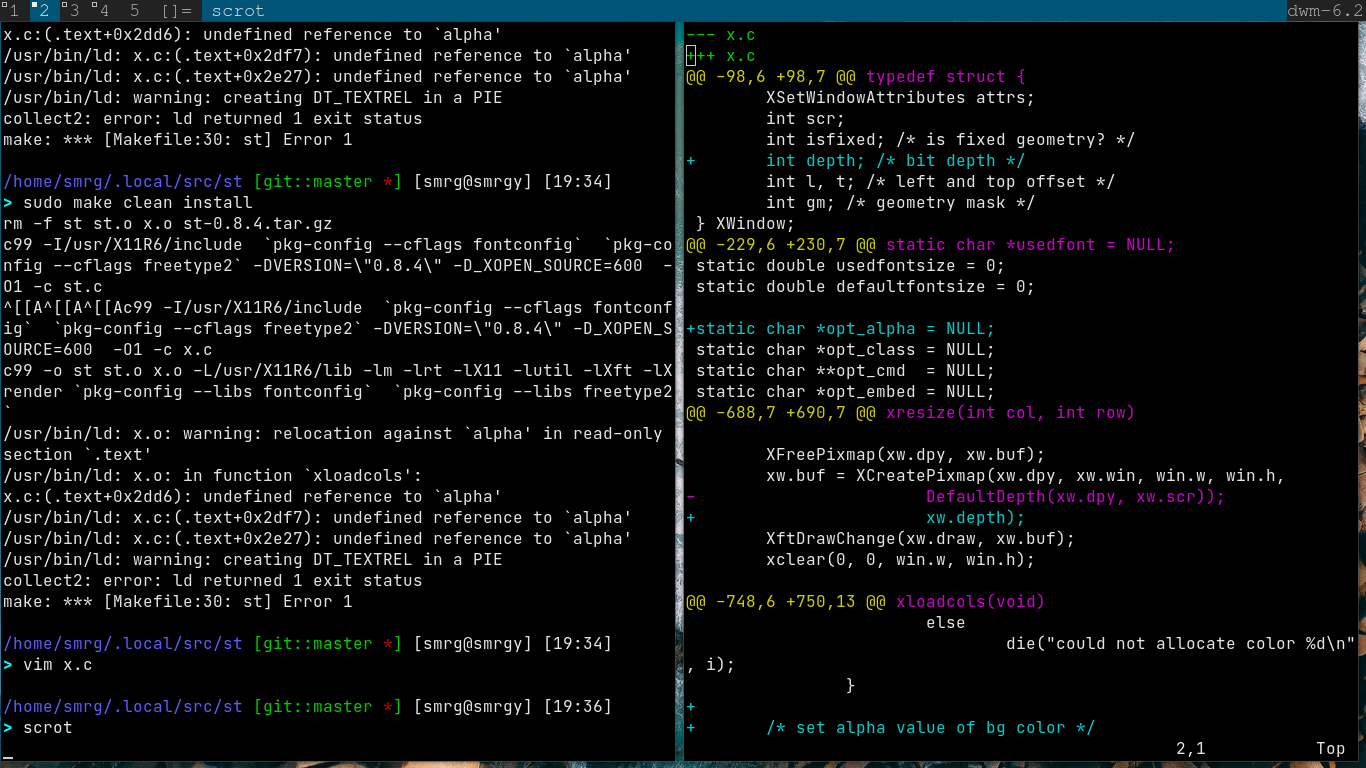 1 2 3 4 5 []= scrot dwm-6.2
x.c:(.text+0x2dd6): undefined reference to `alpha'
/usr/bin/ld: x.c:(.text+0x2df7): undefined reference to `alpha'
/usr/bin/ld: x.c:(.text+0x2e27): undefined reference to `alpha'
/usr/bin/ld: warning: creating DT_TEXTREL in a PIE
collect2: error: ld returned 1 exit status
make: *** [Makefile:30: st] Error 1
/home/smrg/.local/src/st [git::master *] [smrg@smrgy] [19:34]
> sudo make clean install
rm -f st st.o x.o st-0.8.4.tar.gz
c99 -I/usr/X11R6/include  `pkg-config --cflags fontconfig`  `pkg-co
nfig --cflags freetype2` -DVERSION=\"0.8.4\" -D_XOPEN_SOURCE=600  -
O1 -c st.c
^[[A^[[A^[[Ac99 -I/usr/X11R6/include  `pkg-config --cflags fontconf
ig`  `pkg-config --cflags freetype2` -DVERSION=\"0.8.4\" -D_XOPEN_S
OURCE=600  -O1 -c x.c
c99 -o st st.o x.o -L/usr/X11R6/lib -lm -lrt -lX11 -lutil -lXft -lX
render `pkg-config --libs fontconfig`  `pkg-config --libs freetype2
`
/usr/bin/ld: x.o: warning: relocation against `alpha' in read-only
section `.text'
/usr/bin/ld: x.o: in function `xloadcols':
x.c:(.text+0x2dd6): undefined reference to `alpha'
/usr/bin/ld: x.c:(.text+0x2df7): undefined reference to `alpha'
/usr/bin/ld: x.c:(.text+0x2e27): undefined reference to `alpha'
/usr/bin/ld: warning: creating DT_TEXTREL in a PIE
collect2: error: ld returned 1 exit status
make: *** [Makefile:30: st] Error 1
/home/smrg/.local/src/st [git::master *] [smrg@smrgy] [19:34]
> vim x.c
/home/smrg/.local/src/st [git::master *] [smrg@smrgy] [19:36]
> scrot
--- x.c
+++ x.c
@@ -98,6 +98,7 @@ typedef struct {
        XSetWindowAttributes attrs;
        int scr;
        int isfixed; /* is fixed geometry? */
+       int depth; /* bit depth */
        int l, t; /* left and top offset */
        int gm; /* geometry mask */
 } XWindow;
@@ -229,6 +230,7 @@ static char *usedfont = NULL;
 static double usedfontsize = 0;
 static double defaultfontsize = 0;
+static char *opt_alpha = NULL;
 static char *opt_class = NULL;
 static char **opt_cmd  = NULL;
 static char *opt_embed = NULL;
@@ -688,7 +690,7 @@ xresize(int col, int row)
        XFreePixmap(xw.dpy, xw.buf);
        xw.buf = XCreatePixmap(xw.dpy, xw.win, win.w, win.h,
-                       DefaultDepth(xw.dpy, xw.scr));
+                       xw.depth);
        XftDrawChange(xw.draw, xw.buf);
        xclear(0, 0, win.w, win.h);
@@ -748,6 +750,13 @@ xloadcols(void)
                        else
                                die("could not allocate color %d\n"
, i);
                }
+
+       /* set alpha value of bg color */
2,1 Top